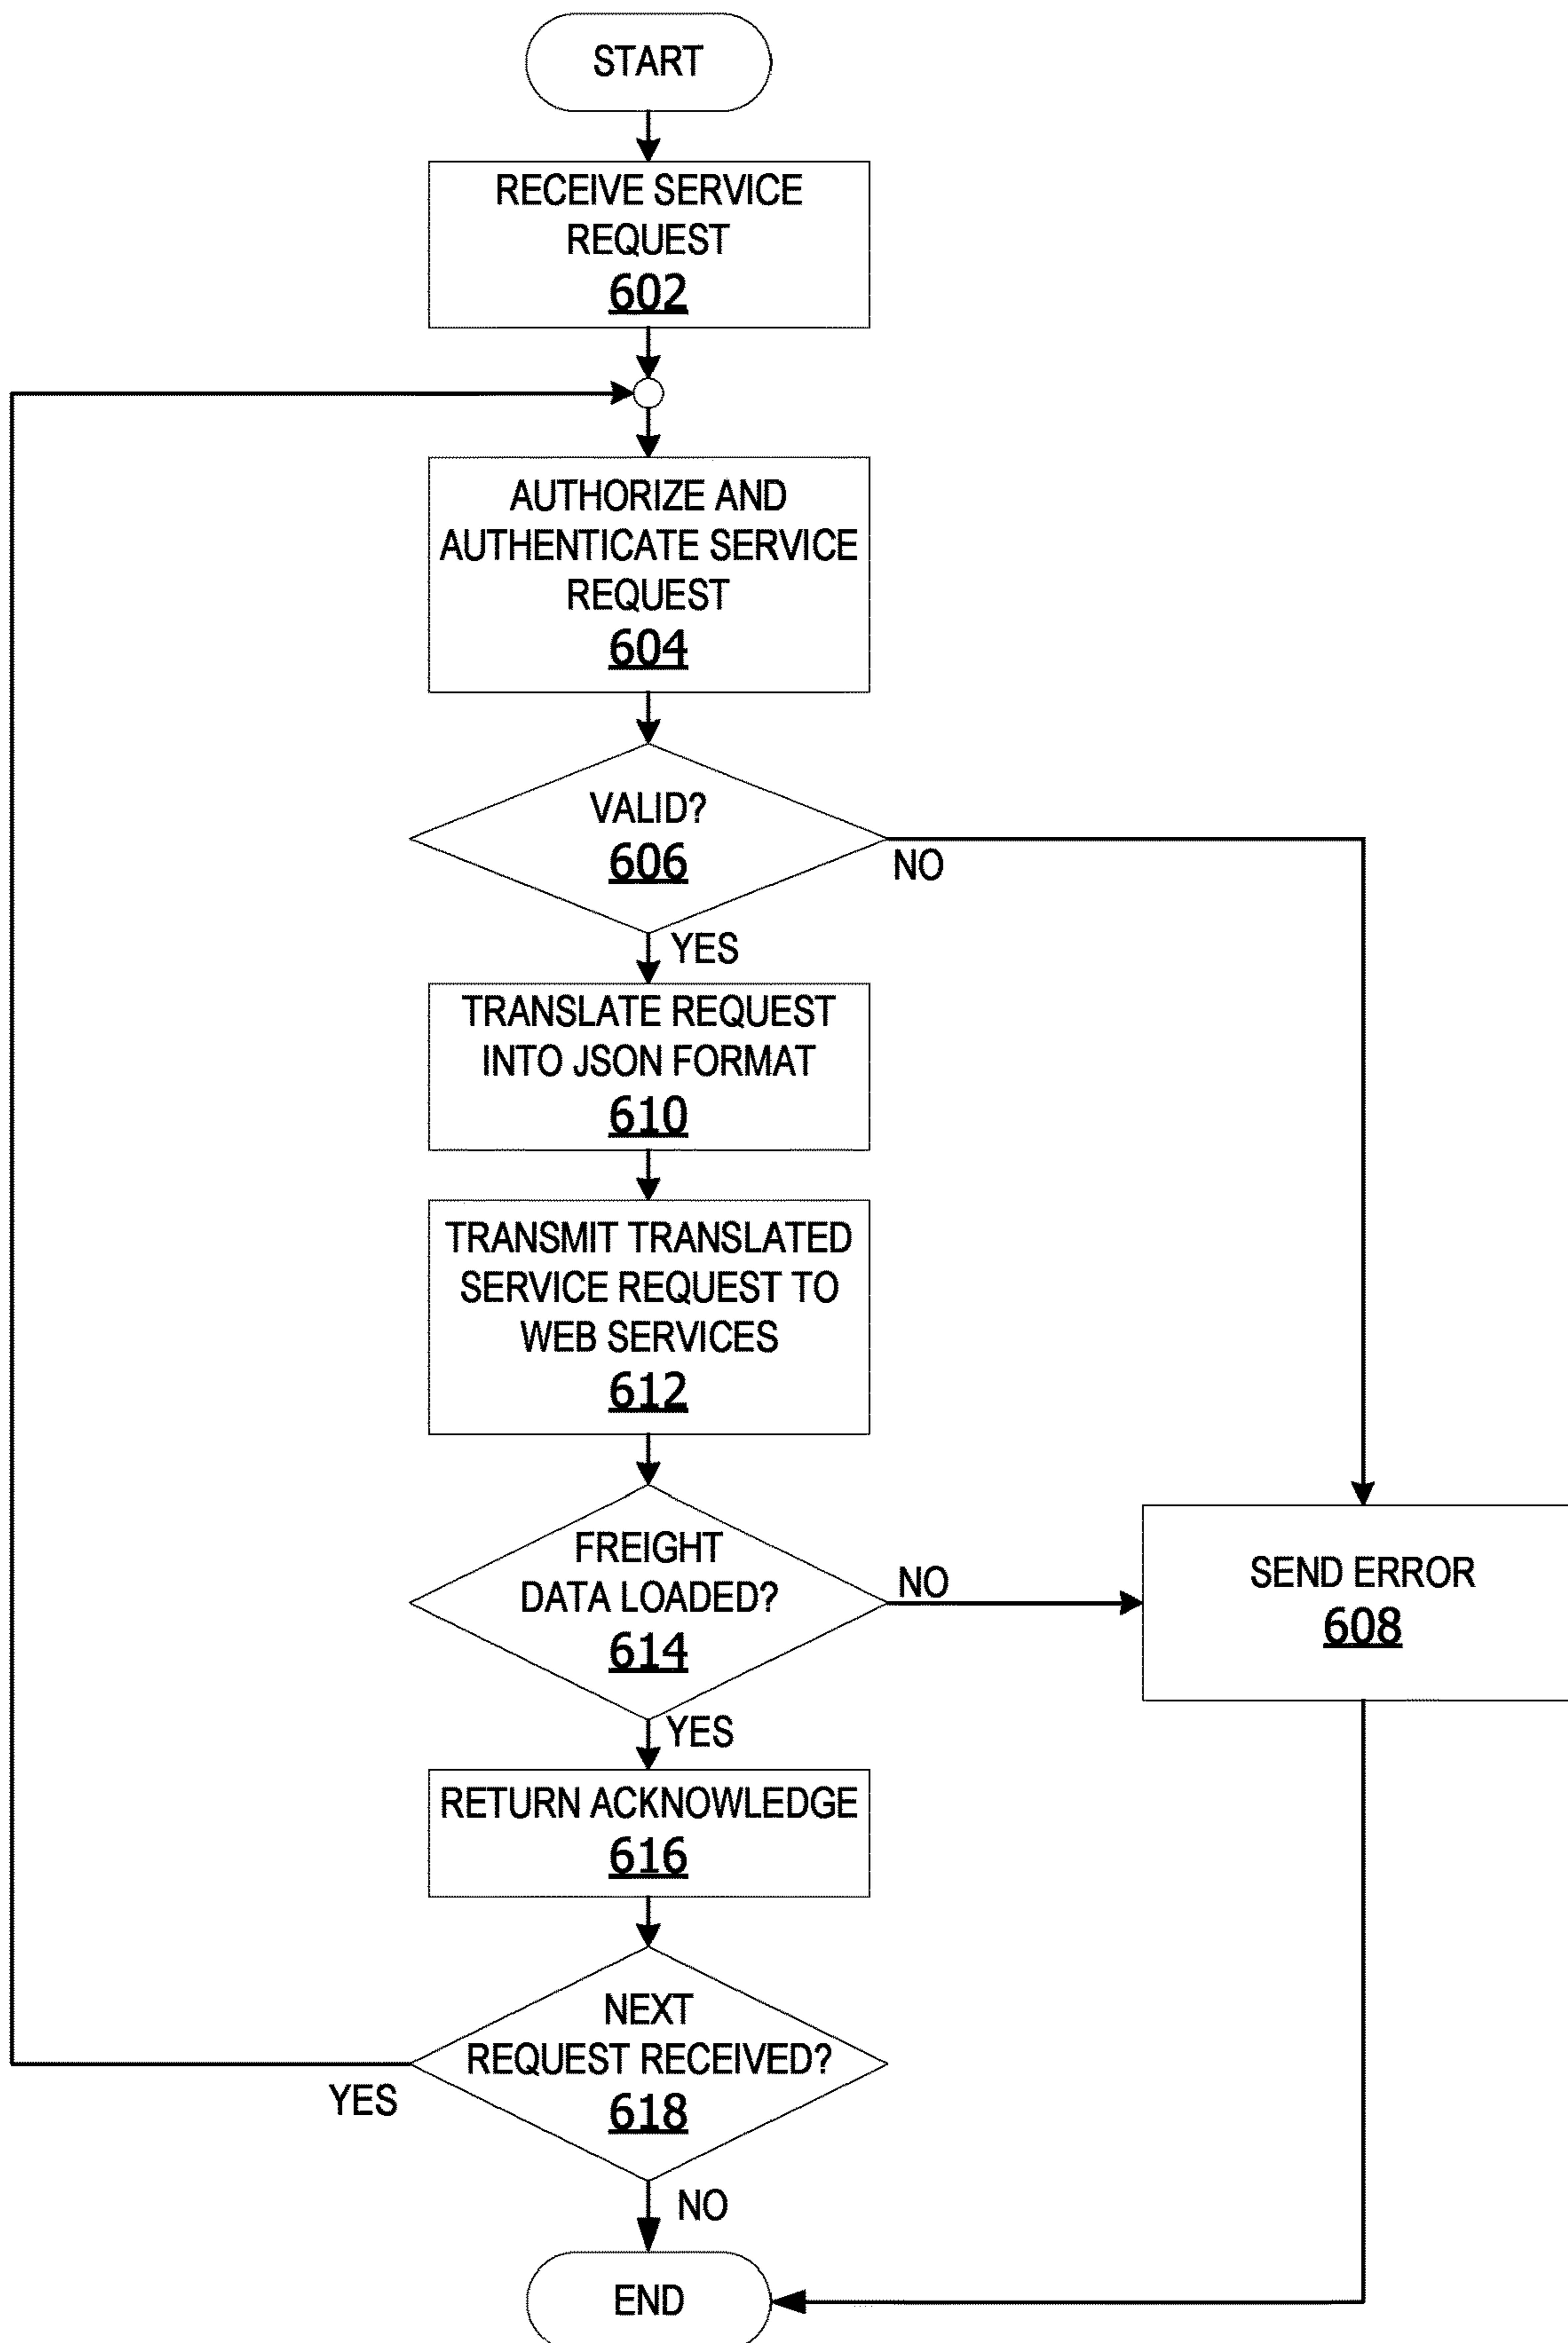 START
RECEIVE SERVICE
REQUEST
602
AUTHORIZE AND
AUTHENTICATE SERVICE
REQUEST
604
VALID?
606
NO
YES
TRANSLATE REQUEST
INTO JSON FORMAT
610
TRANSMIT TRANSLATED
SERVICE REQUEST TO
WEB SERVICES
612
FREIGHT
DATA LOADED?
614
NO
SEND ERROR
608
YES
RETURN ACKNOWLEDGE
616
NEXT
REQUEST RECEIVED?
618
YES
NO
END